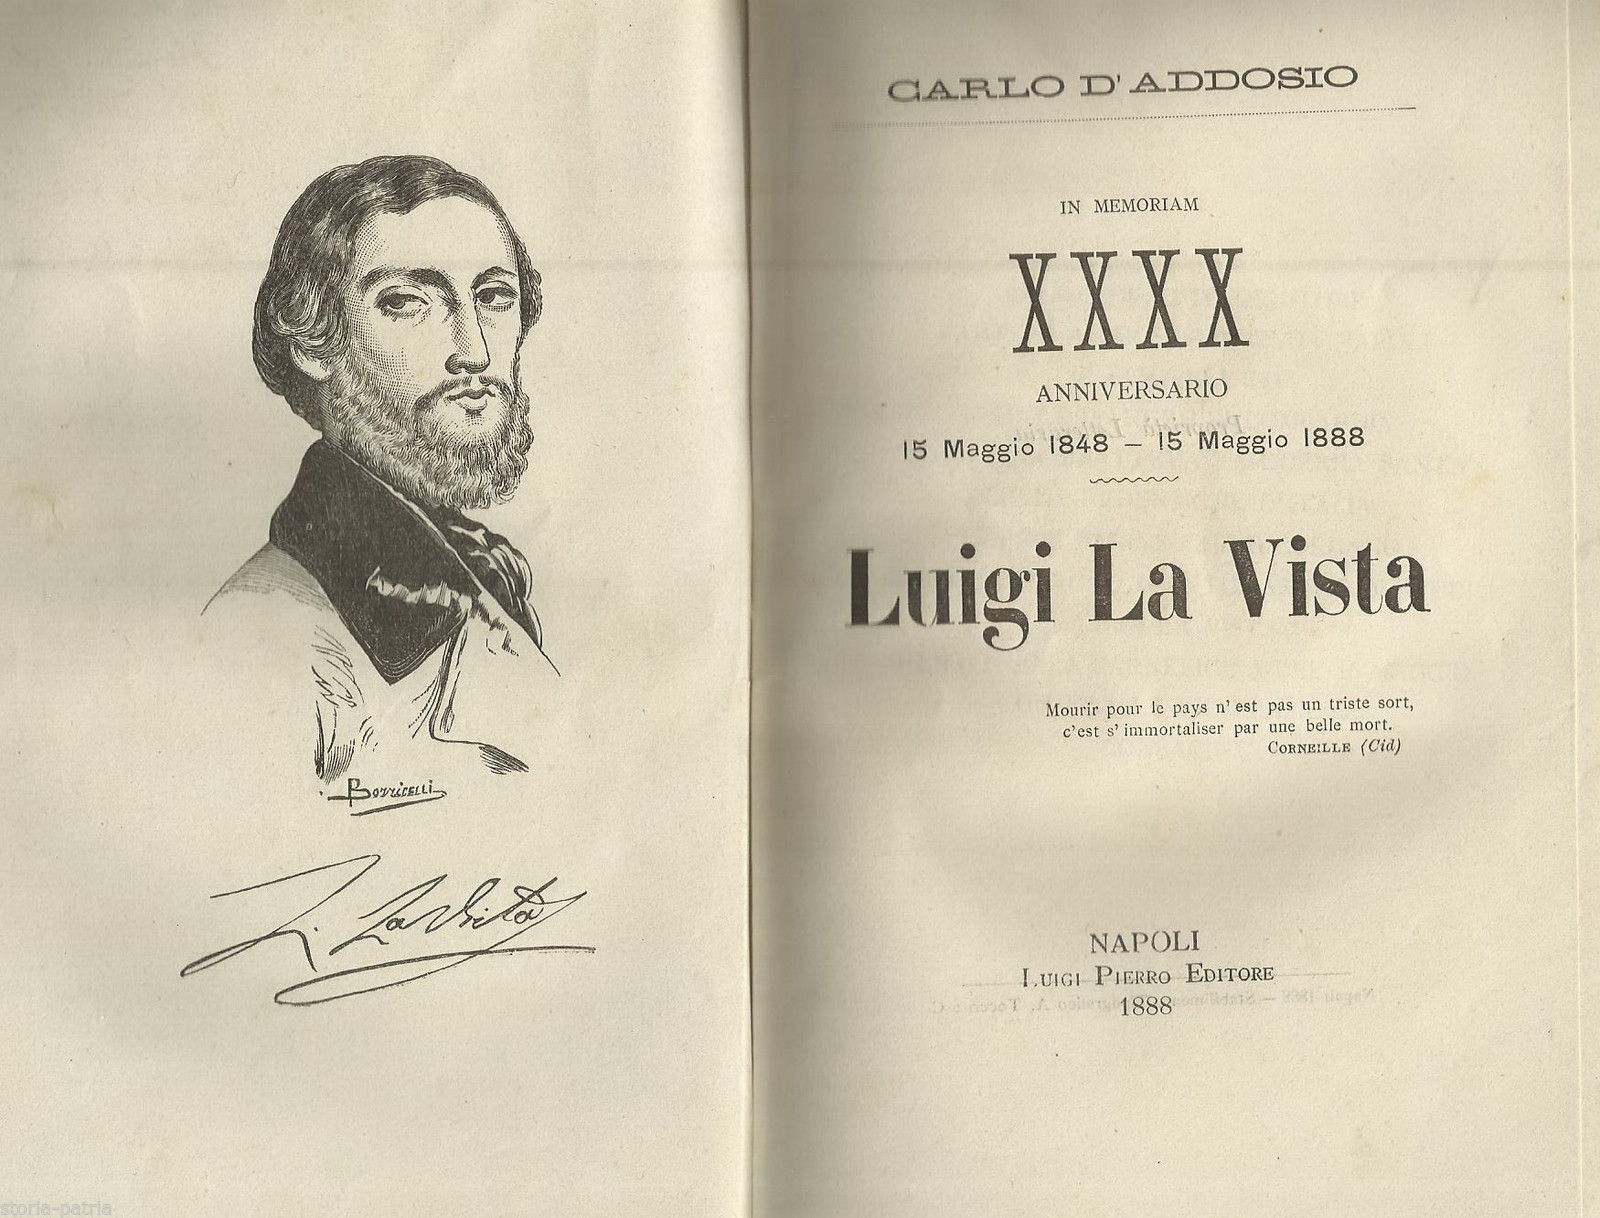 Bozzicelli
L. La Vista
CARLO D'ADDOSIO
IN MEMORIAM
XXXX
ANNIVERSARIO
15 Maggio 1848 – 15 Maggio 1888
Luigi La Vista
Mourir pour le pays n' est pas un triste sort,
c'est s' immortaliser par une belle mort.
CORNEILLE (Cid)
NAPOLI
LUIGI PIERRO EDITORE
1888
storia-patria